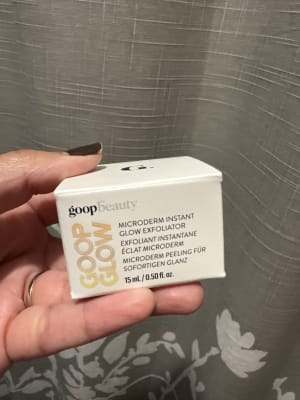 G.
goopbeauty
GOOP
GLOW
MICRODERM INSTANT
GLOW EXFOLIATOR
EXFOLIANT INSTANTANE
ÉCLAT MICRODERM
MICRODERM PEELING FÜR
SOFORTIGEN GLANZ
15 mL / 0.50 fl. oz.